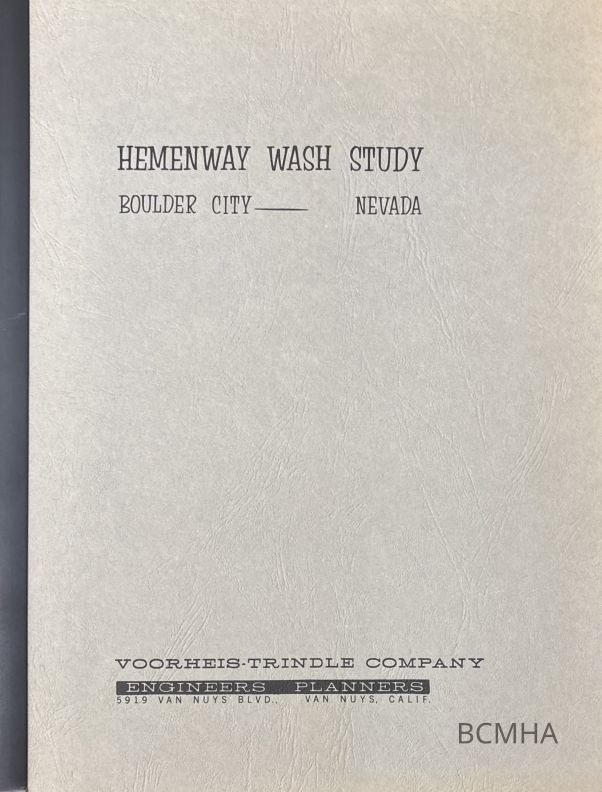 HEMENWAY WASH STUDY
BOULDER CITY—— NEVADA
VOORHEIS-TRINDLE COMPANY
ENGINEERS PLANNERS
5919 VAN NUYS BLVD., VAN NUYS, CALIF.
BCMHA